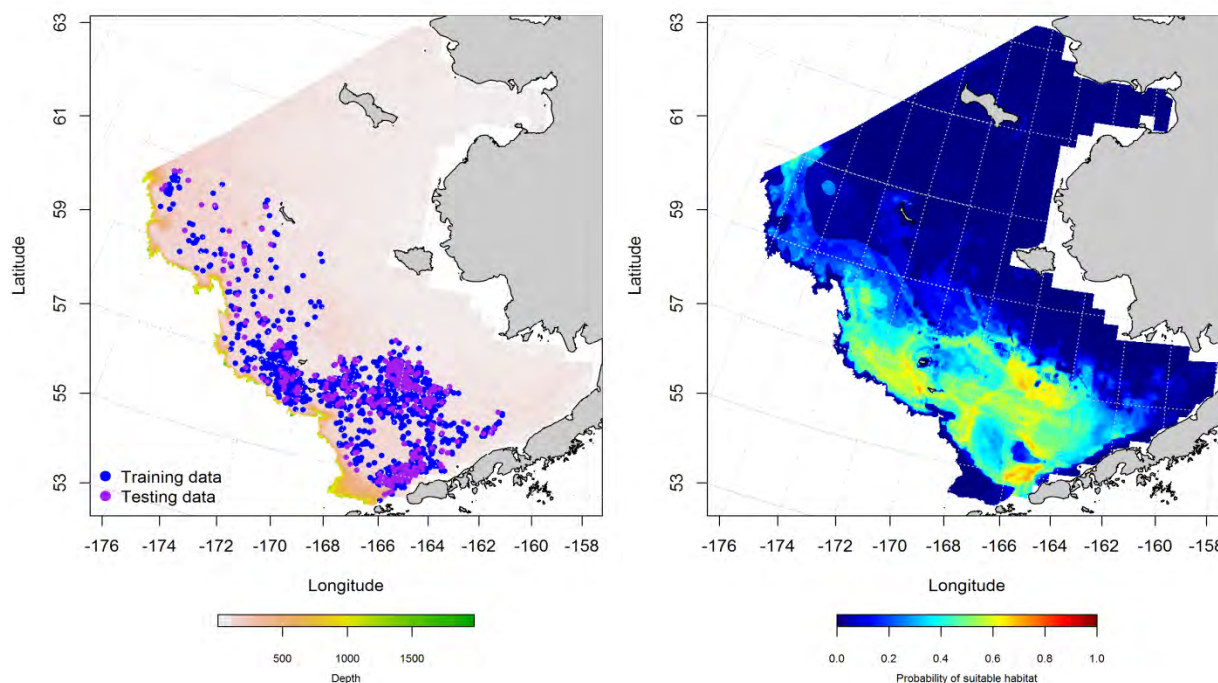 63
61
59
57
55
53
Latitude
Training data
Testing data
-176 -174 -172 -170 -168 -166 -164 -162 -160 -158
Longitude
500 1000 1500
Depth
63
61
59
57
55
53
Latitude
-176 -174 -172 -170 -168 -166 -164 -162 -160 -158
Longitude
0.0 0.2 0.4 0.6 0.8 1.0
Probability of suitable habitat